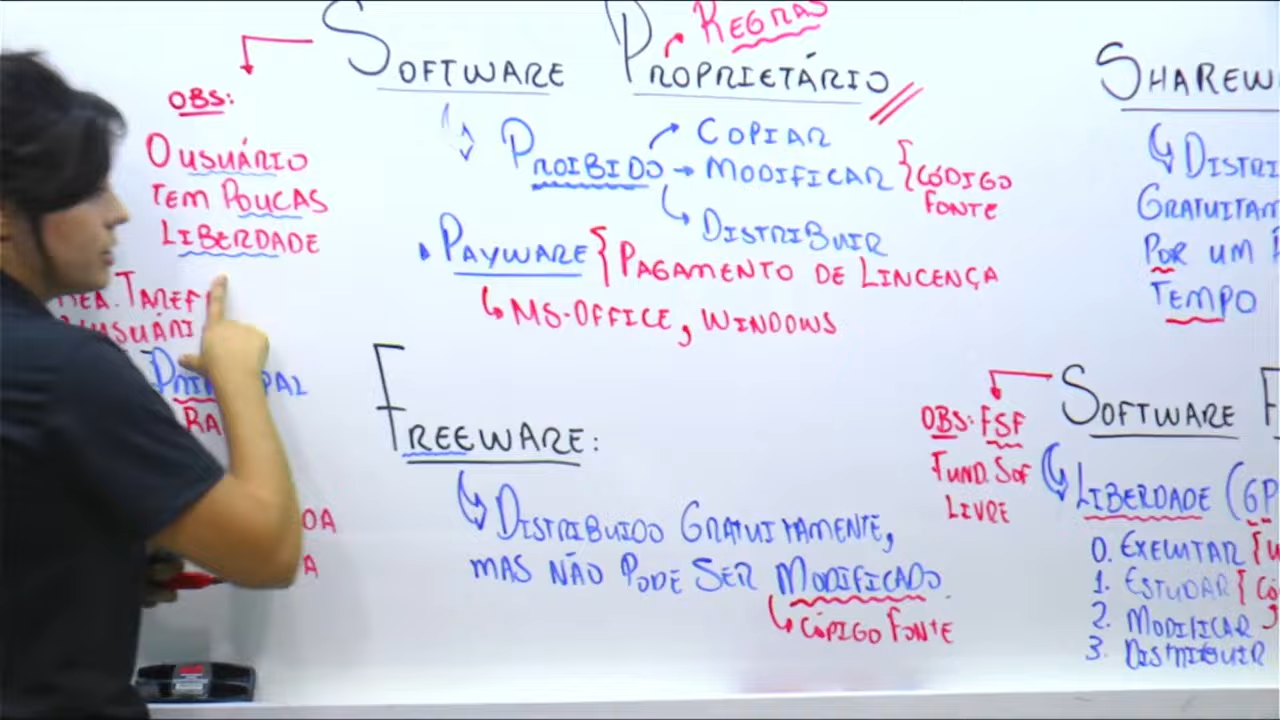 SOFTWARE PROPRIETÁRIO
REGRAS
OBS:
O USUÁRIO
TEM POUCAS
LIBERDADE
PROIBIDO
COPIAR
MODIFICAR
DISTRIBUIR
CÓDIGO
FONTE
PAYWARE
PAGAMENTO DE LINCENÇA
MS-OFFICE, WINDOWS
FREEWARE:
DISTRIBUIDO GRATUITAMENTE,
MAS NÃO PODE SER MODIFICADO.
CÓPIGO FONTE
SHAREW
DISTRI
GRATUITAM
POR UM
TEMPO
SOFTWARE F
OBS: FSF
FUND. SOF
LIVRE
LIBERDADE (GP
0. EXECUTAR
1. ESTUDAR
2. MODIFICAR
3. DISTRIBUIR